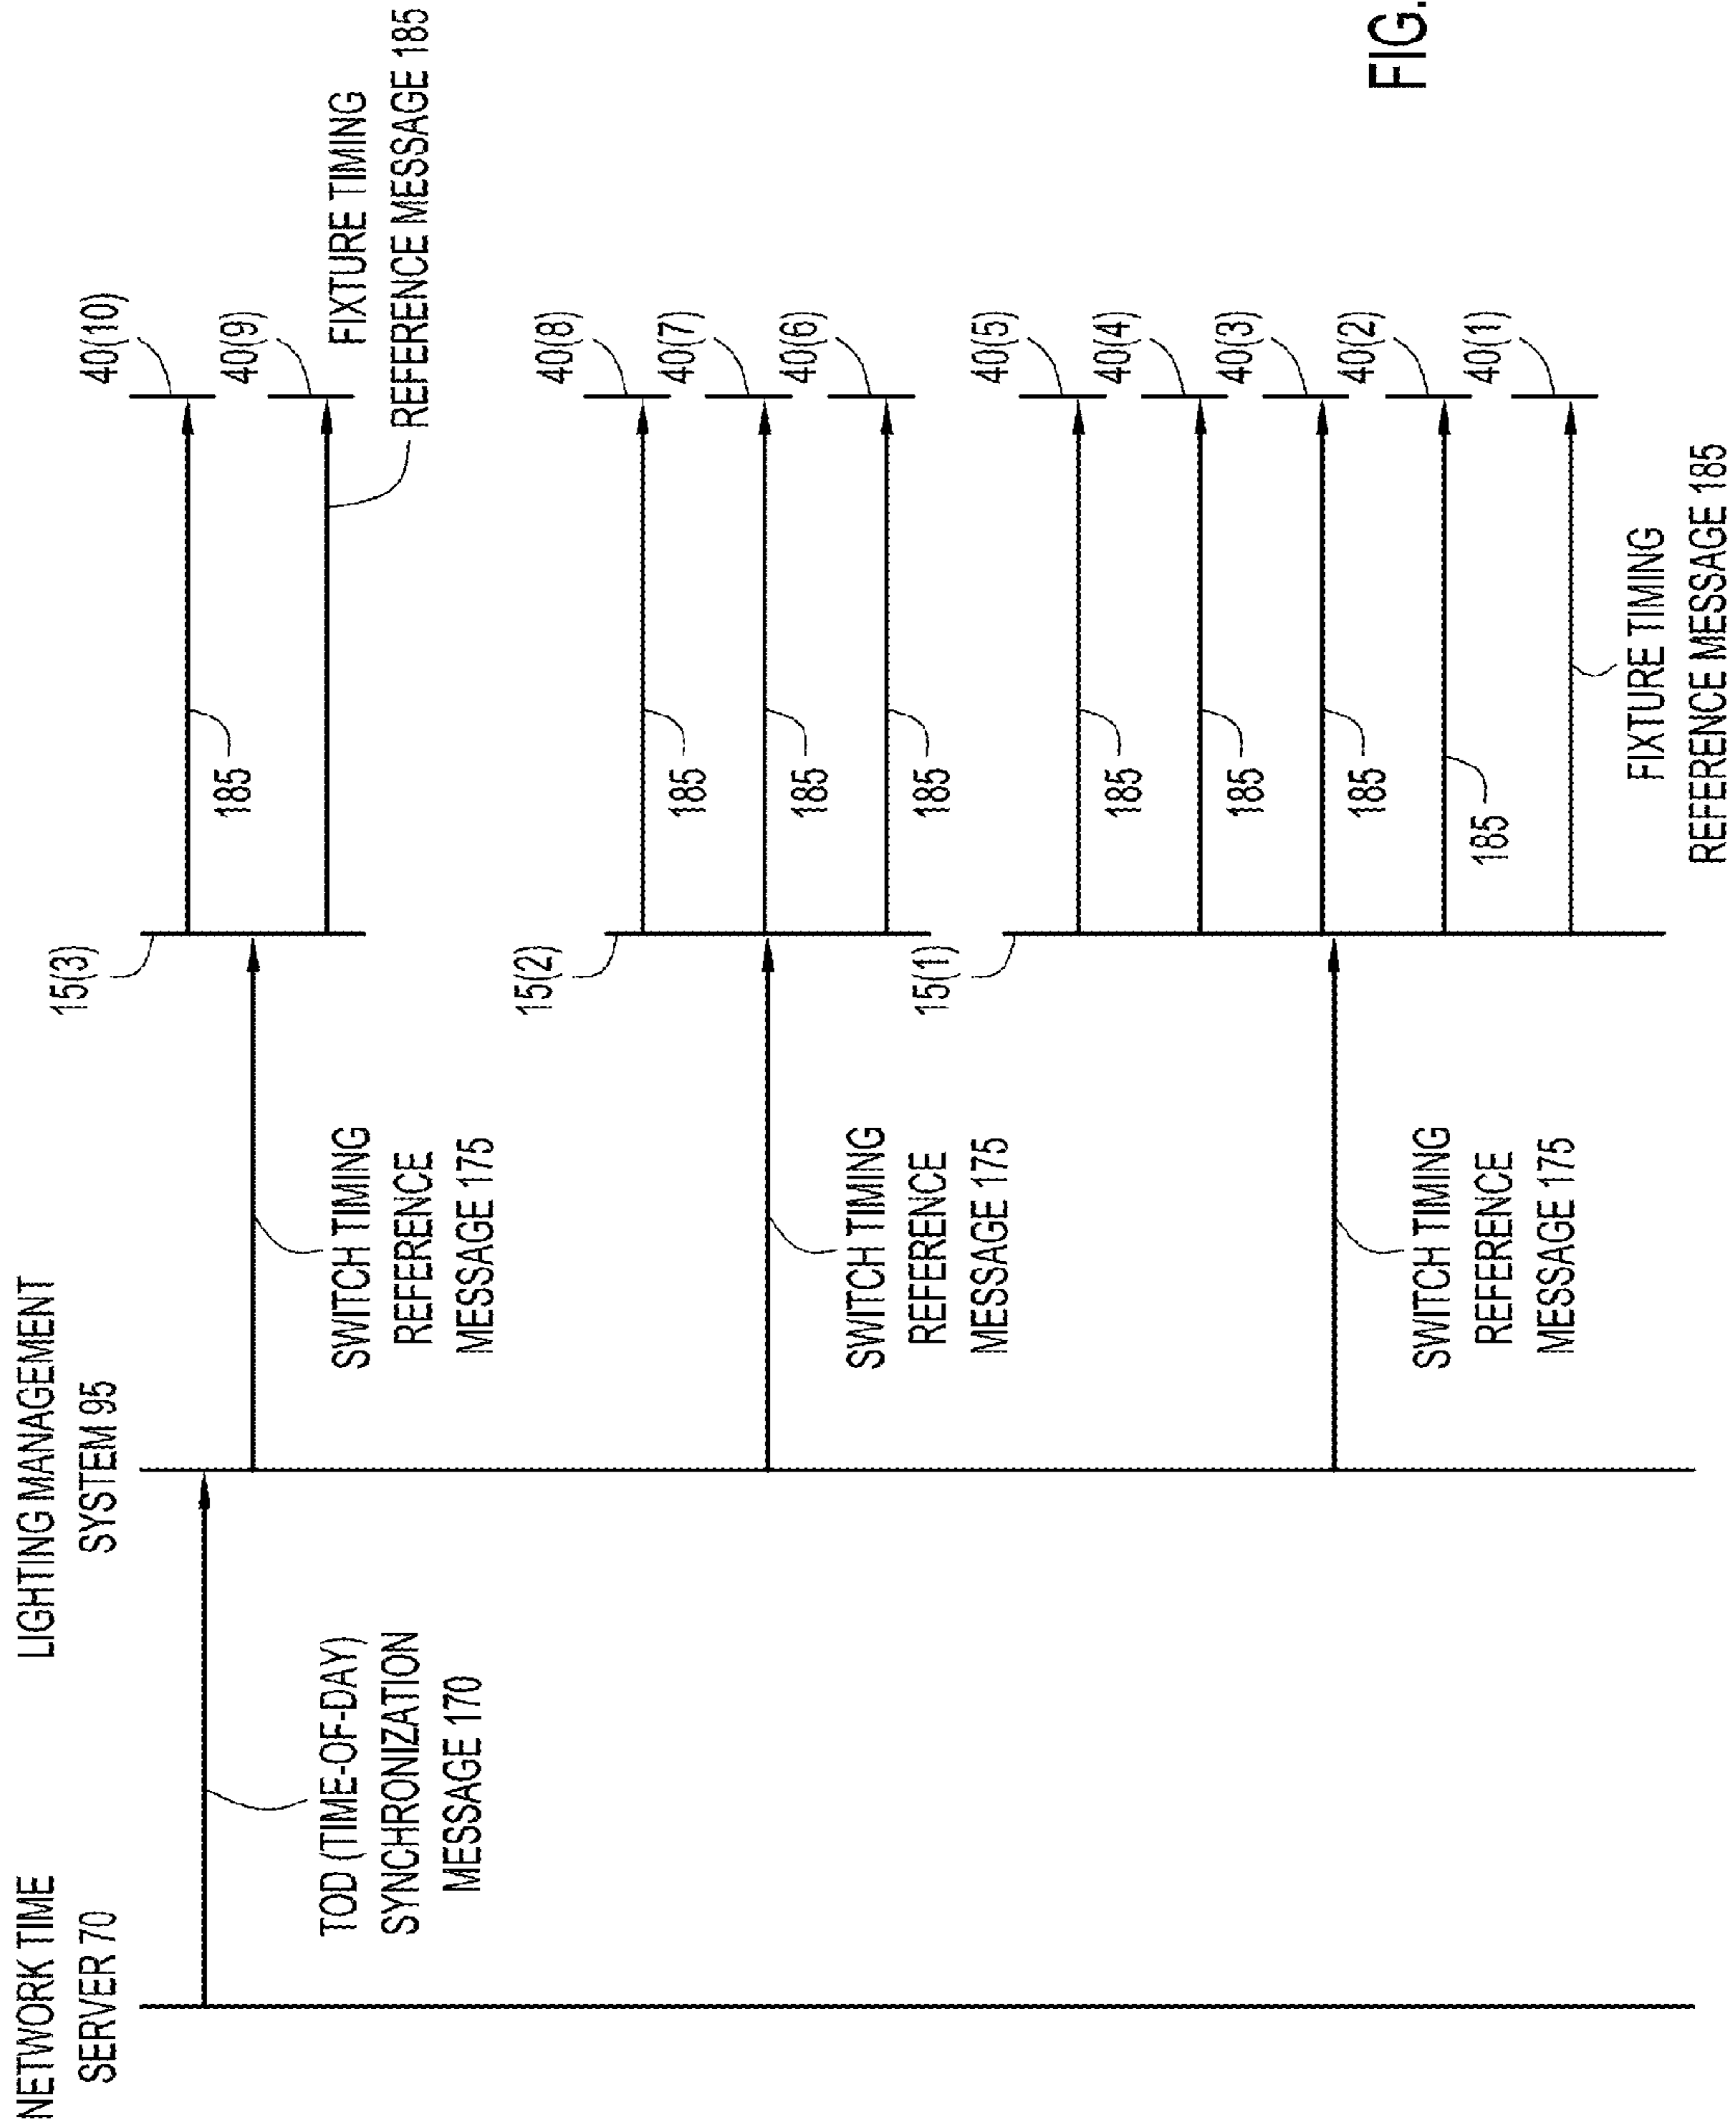 NETWORK TIME
SERVER 70
LIGHTING MANAGEMENT
SYSTEM 95
TOD (TIME-OF-DAY)
SYNCHRONIZATION
MESSAGE 170
15(3)
SWITCH TIMING
REFERENCE
MESSAGE 175
185
40(10)
40(9)
FIXTURE TIMING
REFERENCE MESSAGE 185
15(2)
SWITCH TIMING
REFERENCE
MESSAGE 175
185
185
185
40(8)
40(7)
40(6)
15(1)
SWITCH TIMING
REFERENCE
MESSAGE 175
185
185
185
185
40(5)
40(4)
40(3)
40(2)
40(1)
FIXTURE TIMING
REFERENCE MESSAGE 185
FIG.